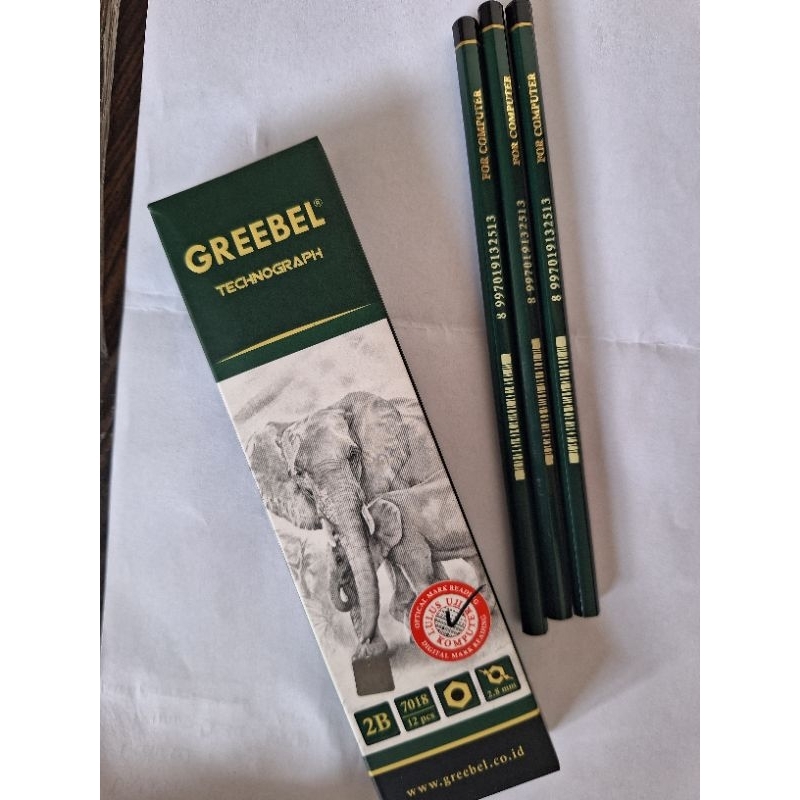 GREEBEL®
TECHNOGRAPH
OPTICAL MARK READING
LULUS UJI
KOMPUTER
DIGITAL MARK READING
2B
7018
12 pcs
2.8 mm
www.greebel.co.id
FOR COMPUTER
8 997019132513
FOR COMPUTER
8 997019132513
FOR COMPUTER
8 997019132513